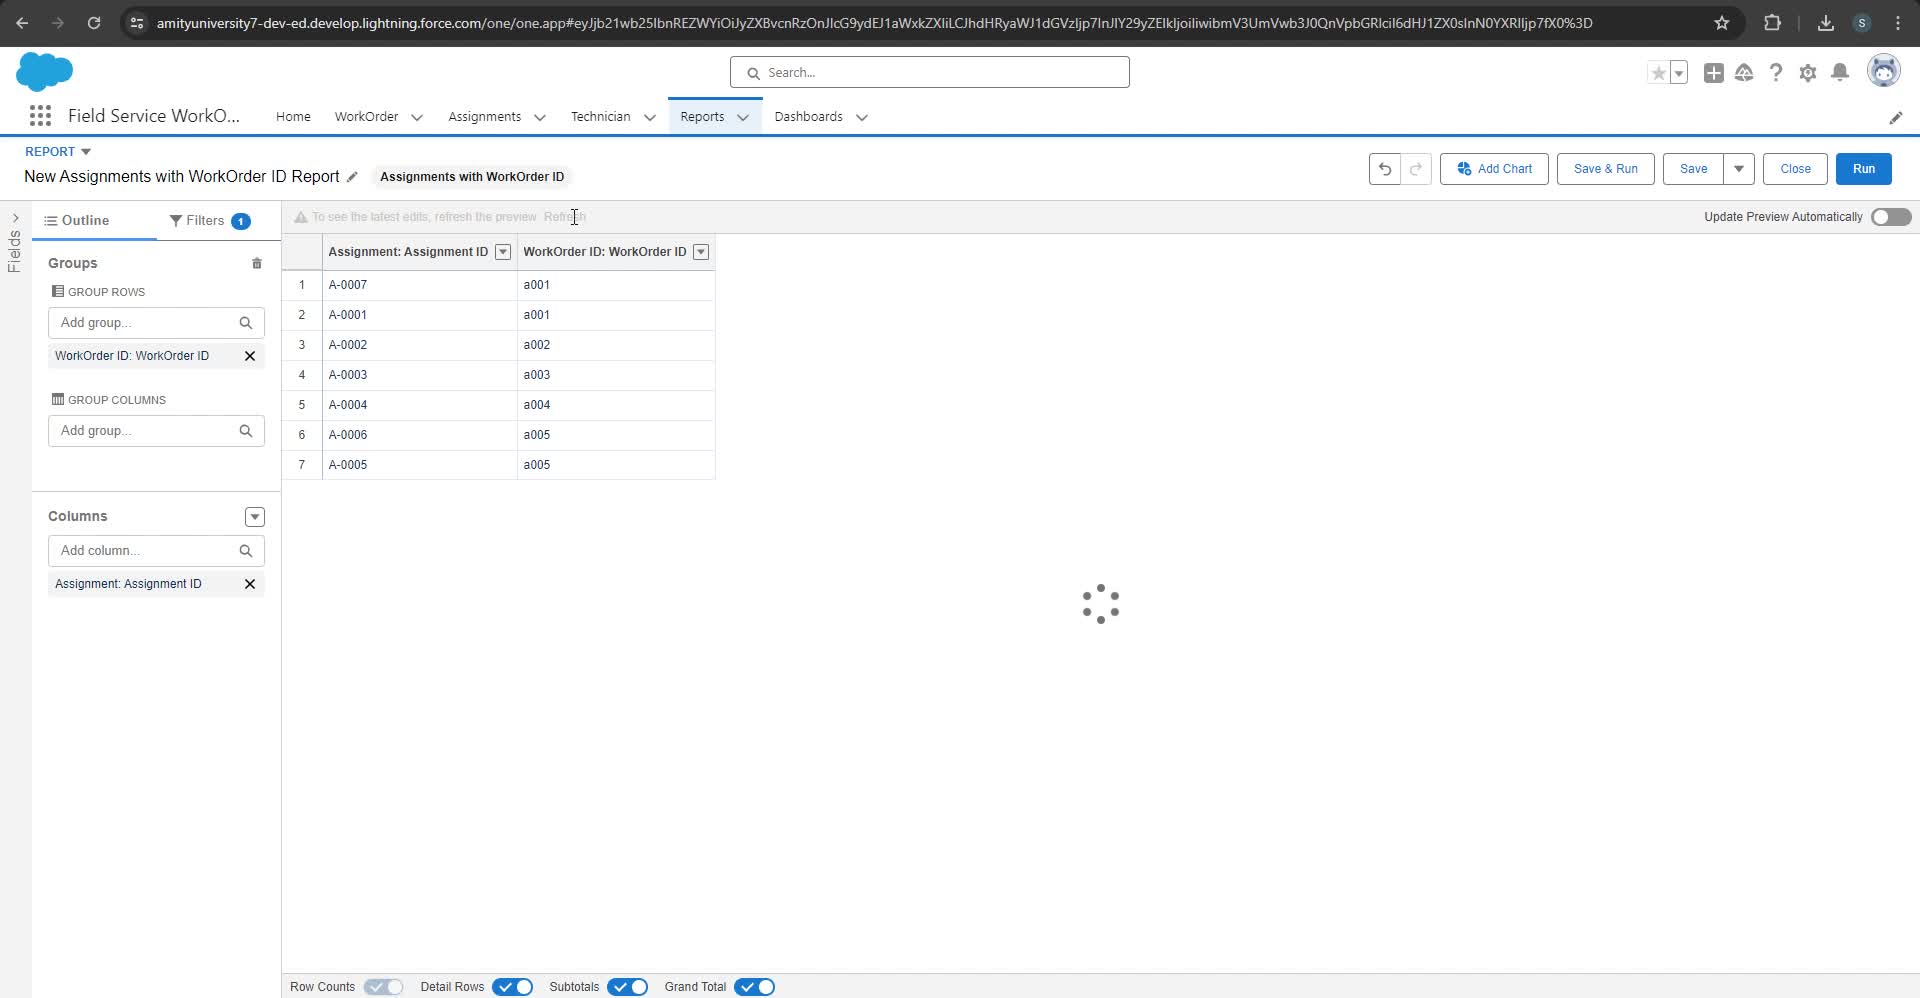 amityuniversity7-dev-ed.develop.lightning.force.com/one/one.app#
S
Search...
Field Service WorkO...
Home
WorkOrder
Assignments
Technician
Reports
Dashboards
REPORT
New Assignments with WorkOrder ID Report
Assignments with WorkOrder ID
Add Chart
Save & Run
Save
Close
Run
Fields
Outline
Filters
1
To see the latest edits, refresh the preview Refresh
Update Preview Automatically
Groups
GROUP ROWS
Add group...
WorkOrder ID: WorkOrder ID
GROUP COLUMNS
Add group...
Columns
Add column...
Assignment: Assignment ID
Assignment: Assignment ID WorkOrder ID: WorkOrder ID
1 A-0007 a001
2 A-0001 a001
3 A-0002 a002
4 A-0003 a003
5 A-0004 a004
6 A-0006 a005
7 A-0005 a005
Row Counts
Detail Rows
Subtotals
Grand Total